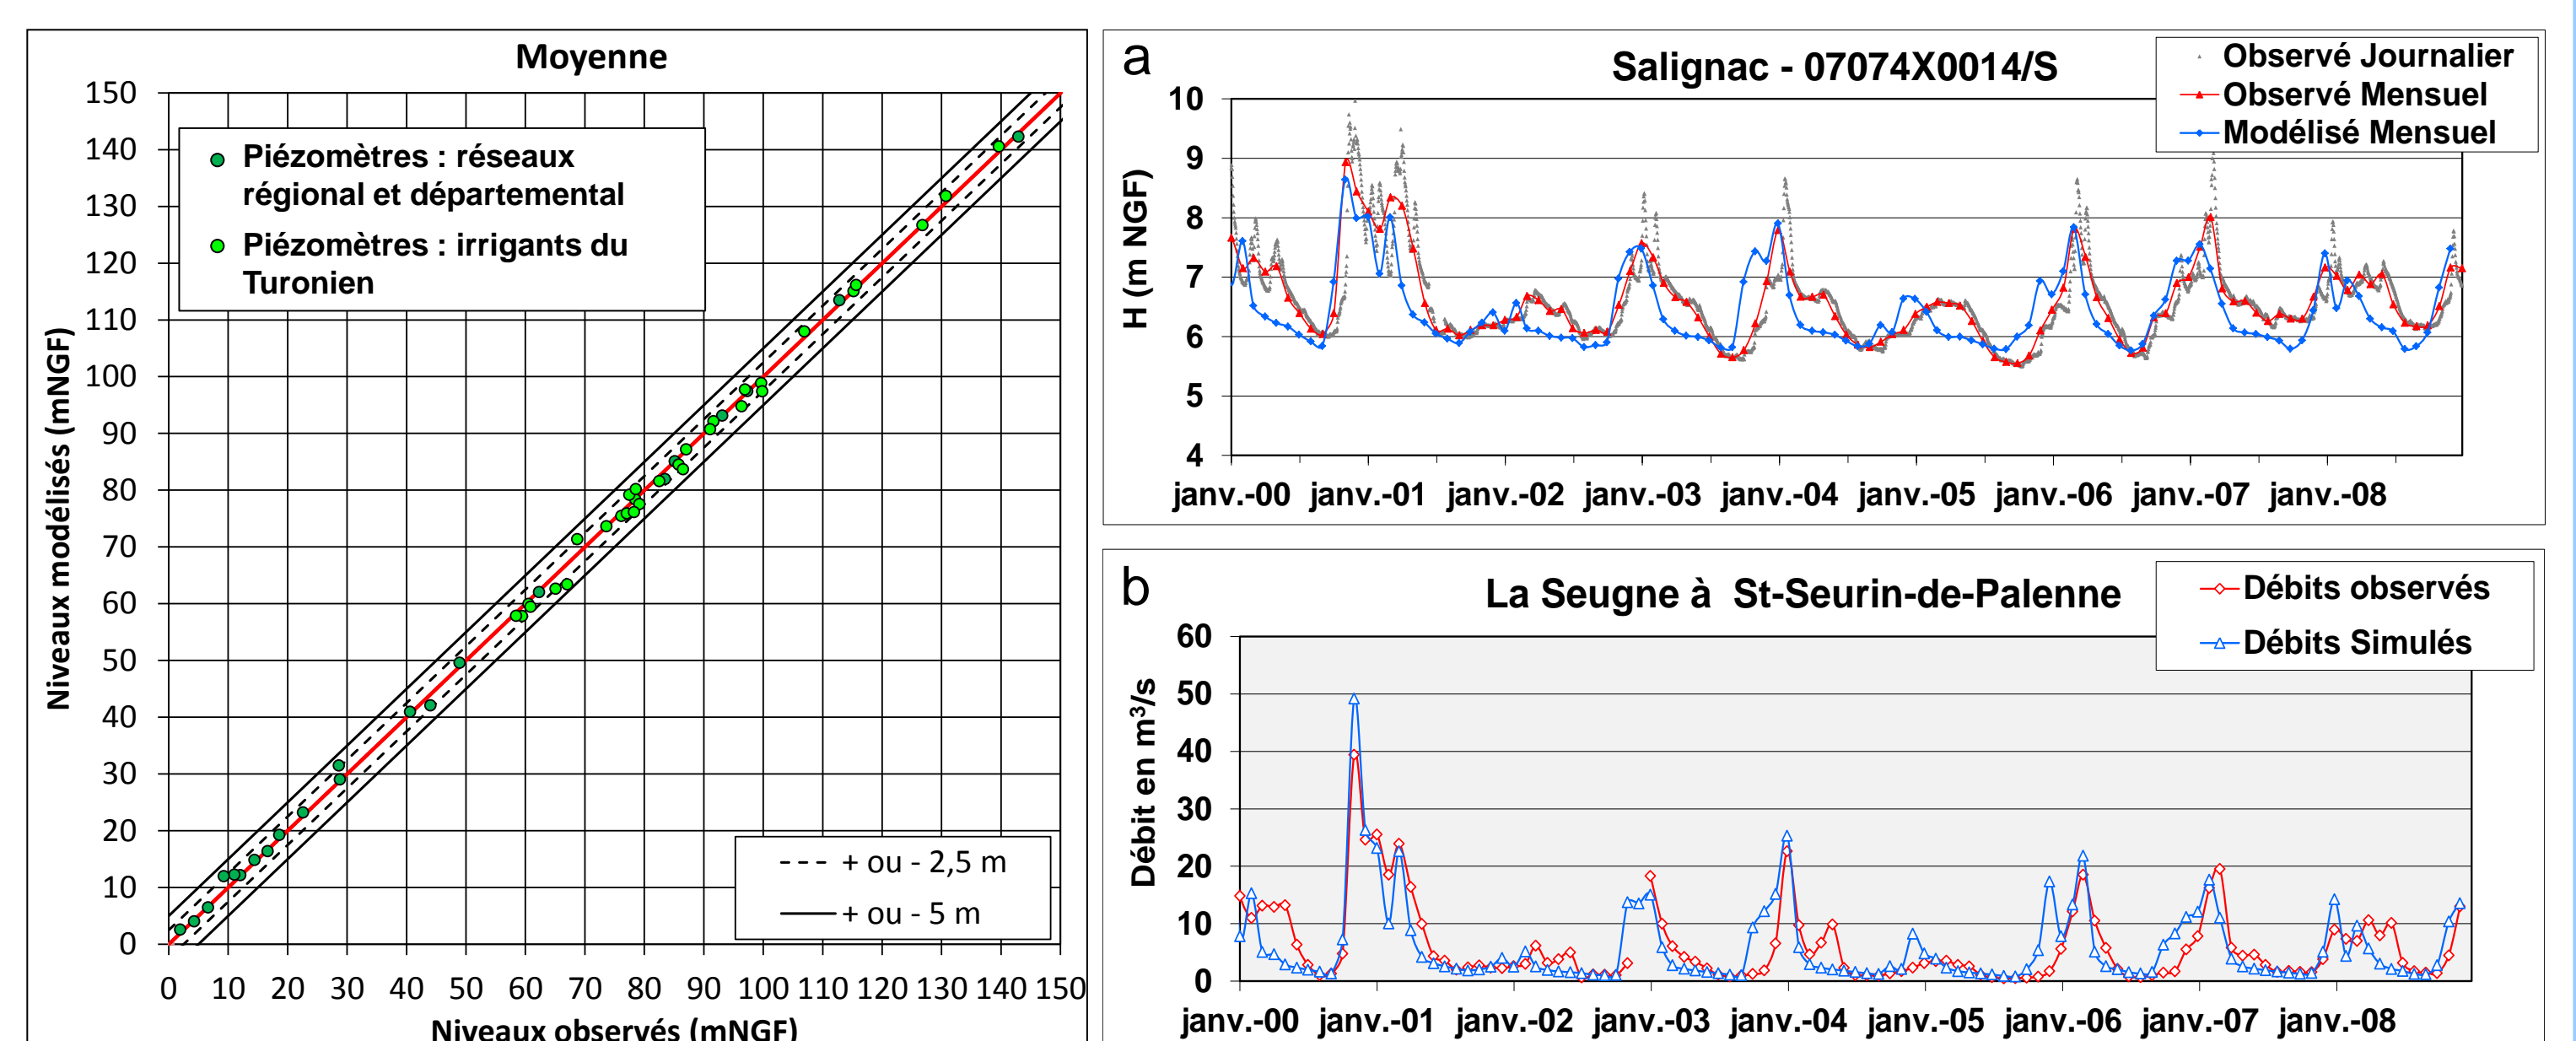 Moyenne
150
140
130
120
110
100
90
80
70
60
50
40
30
20
10
0
Niveaux modélisés (mNGF)
Piézomètres : réseaux
régional et départemental
Piézomètres : irrigants du
Turonien
+ ou - 2,5 m
+ ou - 5 m
0 10 20 30 40 50 60 70 80 90 100 110 120 130 140 150
Niveaux observés (mNGF)
a
Salignac - 07074X0014/S
Observé Journalier
Observé Mensuel
Modélisé Mensuel
H (m NGF)
10
9
8
7
6
5
4
janv.-00 janv.-01 janv.-02 janv.-03 janv.-04 janv.-05 janv.-06 janv.-07 janv.-08
b
La Seugne à St-Seurin-de-Palenne
Débits observés
Débits Simulés
Débit en m³/s
60
50
40
30
20
10
0
janv.-00 janv.-01 janv.-02 janv.-03 janv.-04 janv.-05 janv.-06 janv.-07 janv.-08